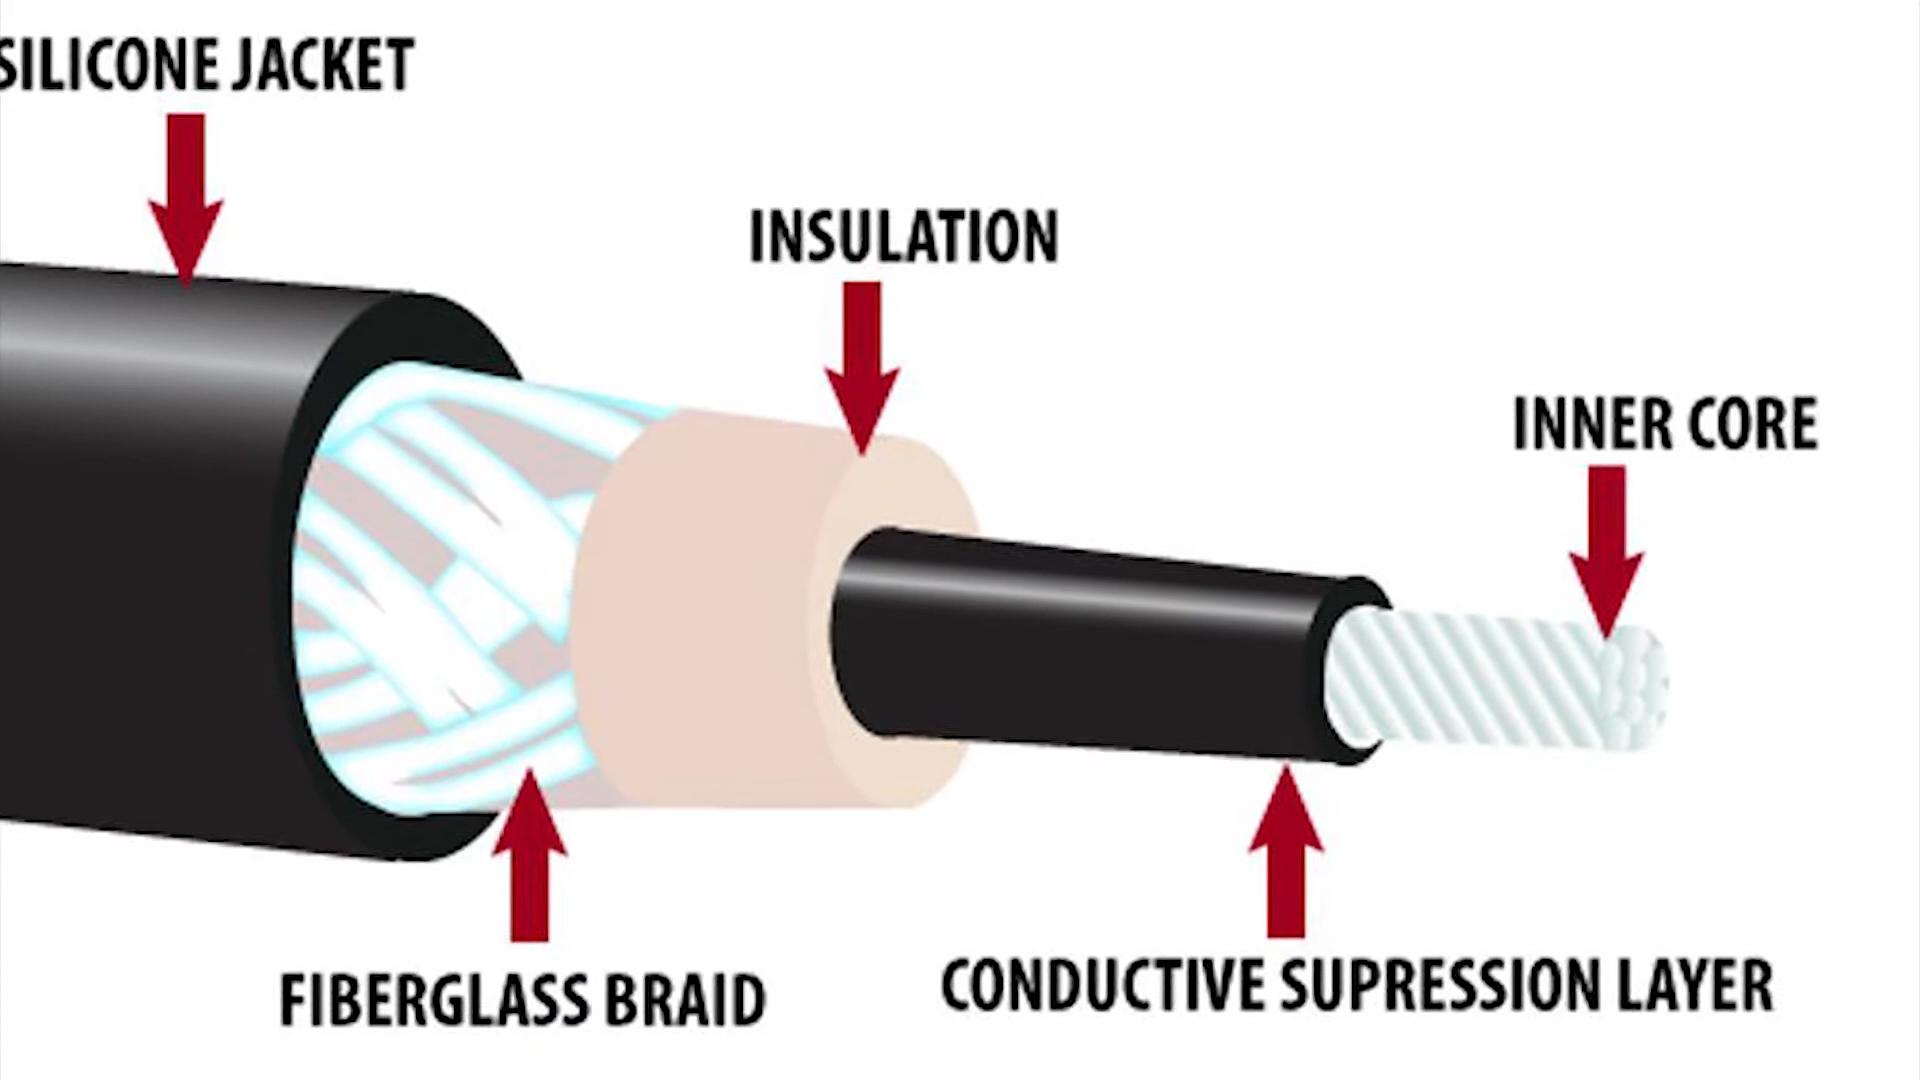 SILICONE JACKET
INSULATION
INNER CORE
FIBERGLASS BRAID
CONDUCTIVE SUPRESSION LAYER